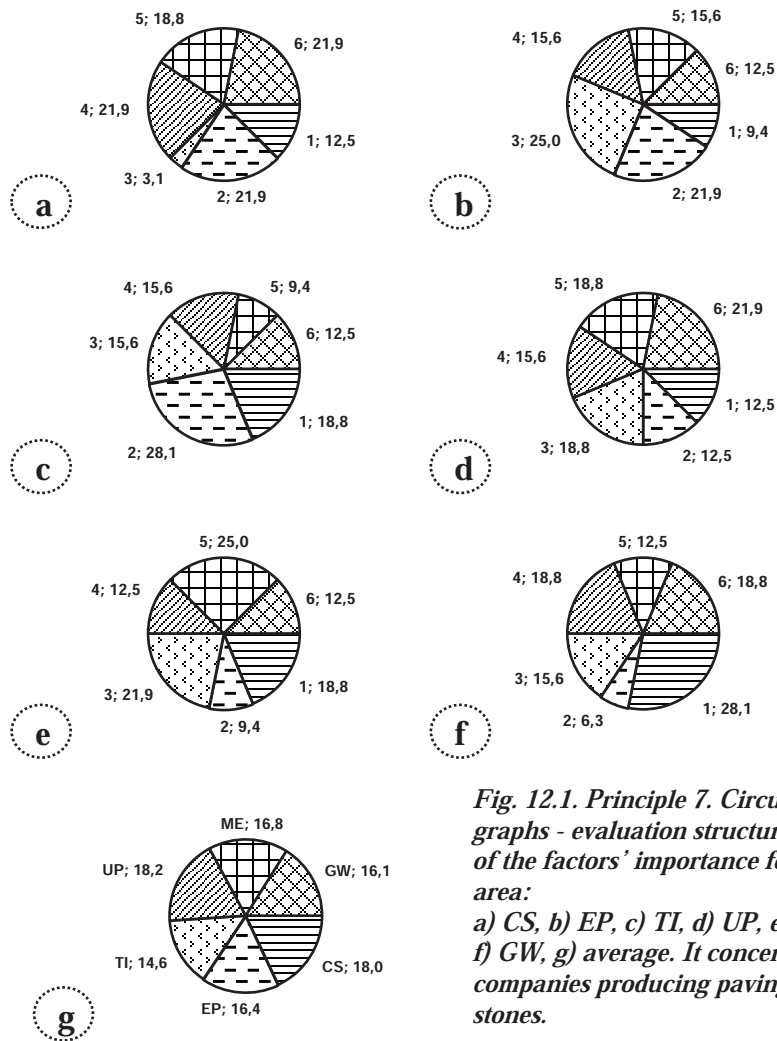 5; 18,8
6; 21,9
4; 21,9
1; 12,5
3; 3,1
2; 21,9
a
5; 15,6
4; 15,6
6; 12,5
3; 25,0
1; 9,4
2; 21,9
b
4; 15,6
5; 9,4
3; 15,6
6; 12,5
1; 18,8
2; 28,1
c
5; 18,8
6; 21,9
4; 15,6
1; 12,5
3; 18,8
2; 12,5
d
5; 25,0
4; 12,5
6; 12,5
3; 21,9
1; 18,8
2; 9,4
e
5; 12,5
4; 18,8
6; 18,8
3; 15,6
1; 28,1
2; 6,3
f
ME; 16,8
UP; 18,2
GW; 16,1
TI; 14,6
CS; 18,0
EP; 16,4
g
Fig. 12.1. Principle 7. Circu
graphs - evaluation structur
of the factors' importance fo
area:
a) CS, b) EP, c) TI, d) UP, e
f) GW, g) average. It concer
companies producing paving
stones.